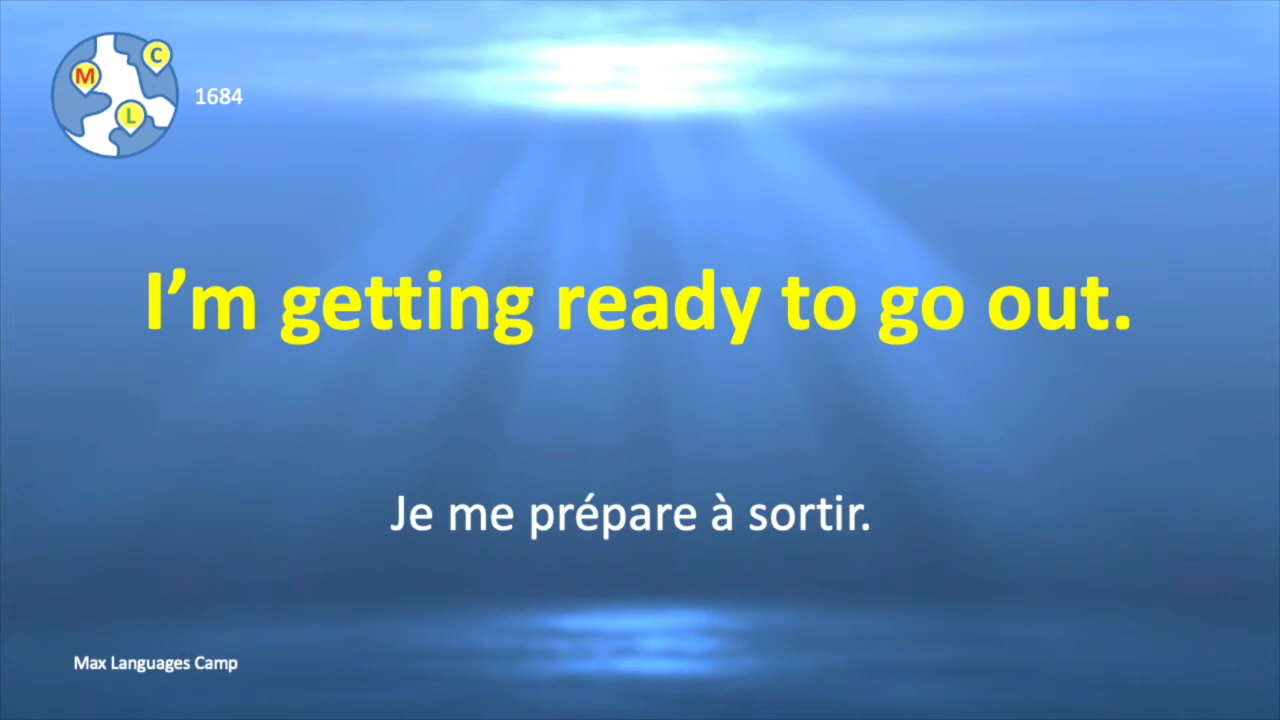 C
M
L
1684
I’m getting ready to go out.
Je me prépare à sortir.
Max Languages Camp